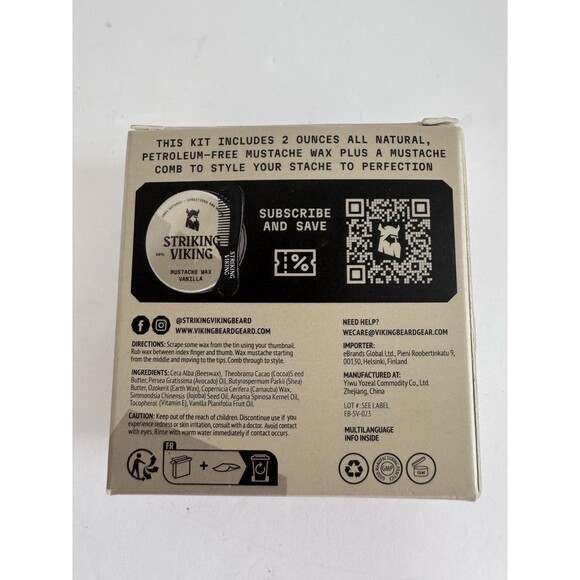 THIS KIT INCLUDES 2 OUNCES ALL NATURAL,
PETROLEUM-FREE MUSTACHE WAX PLUS A MUSTACHE
COMB TO STYLE YOUR STACHE TO PERFECTION
STRIKING
VIKING
MUSTACHE WAX
VANILLA
STRIKING
VIKING
SUBSCRIBE
AND SAVE
%
@STRIKINGVIKINGBEARD
WWW.VIKINGBEARDGEAR.COM
DIRECTIONS: Scrape some wax from the tin using your thumbnail.
Rub wax between index finger and thumb. Wax mustache starting
from the middle and moving to the tips. Comb through to style.
INGREDIENTS: Cera Alba (Beeswax), Theobroma Cacao (Cocoa)Seed
Butter, Persea Gratissima (Avocado) Oil, Butyrospermum Parkii (Shea)
Butter, Ozokerit (Earth Wax), Copernicia Cerifera (Carnauba) Wax,
Simmondsia Chinensis (Jojoba) Seed Oil, Argania Spinosa Kernel Oil,
Tocopherol (Vitamin E), Vanilla Planifolia Fruit Oil.
CAUTION: Keep out of the reach of children. Discontinue use if you
experience redness or skin irritation, consult with a doctor. Avoid contact
with eyes. Rinse with warm water immediately if contact occurs.
FR
+
NEED HELP?
WECARE@VIKINGBEARDGEAR.COM
IMPORTER:
eBrands Global Ltd., Pieni Roobertinkatu 9,
00130, Helsinki, Finland
MANUFACTURED AT:
Yiwu Yozeal Commodity Co., Ltd.
Zhejiang, China
LOT #: SEE LABEL
EB-SV-023
MULTILANGUAGE
INFO INSIDE
GMP
12M